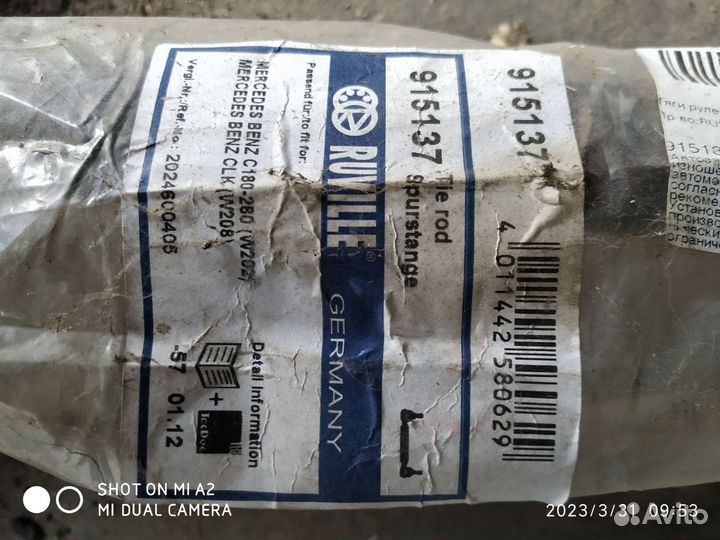 915137
4 011442 580629
915137
Tie rod
Spurstange
RUVILLE®
GERMANY
Passend für:/to fit for:
MERCEDES BENZ C180-280 (W202)
MERCEDES BENZ CLK (W208)
Vergl.-Nr./Ref.-No.: 2024600405
Detail Information
+
TecDoc
-57 01.12
SHOT ON MI A2
MI DUAL CAMERA
2023/3/31 09:53
Avito